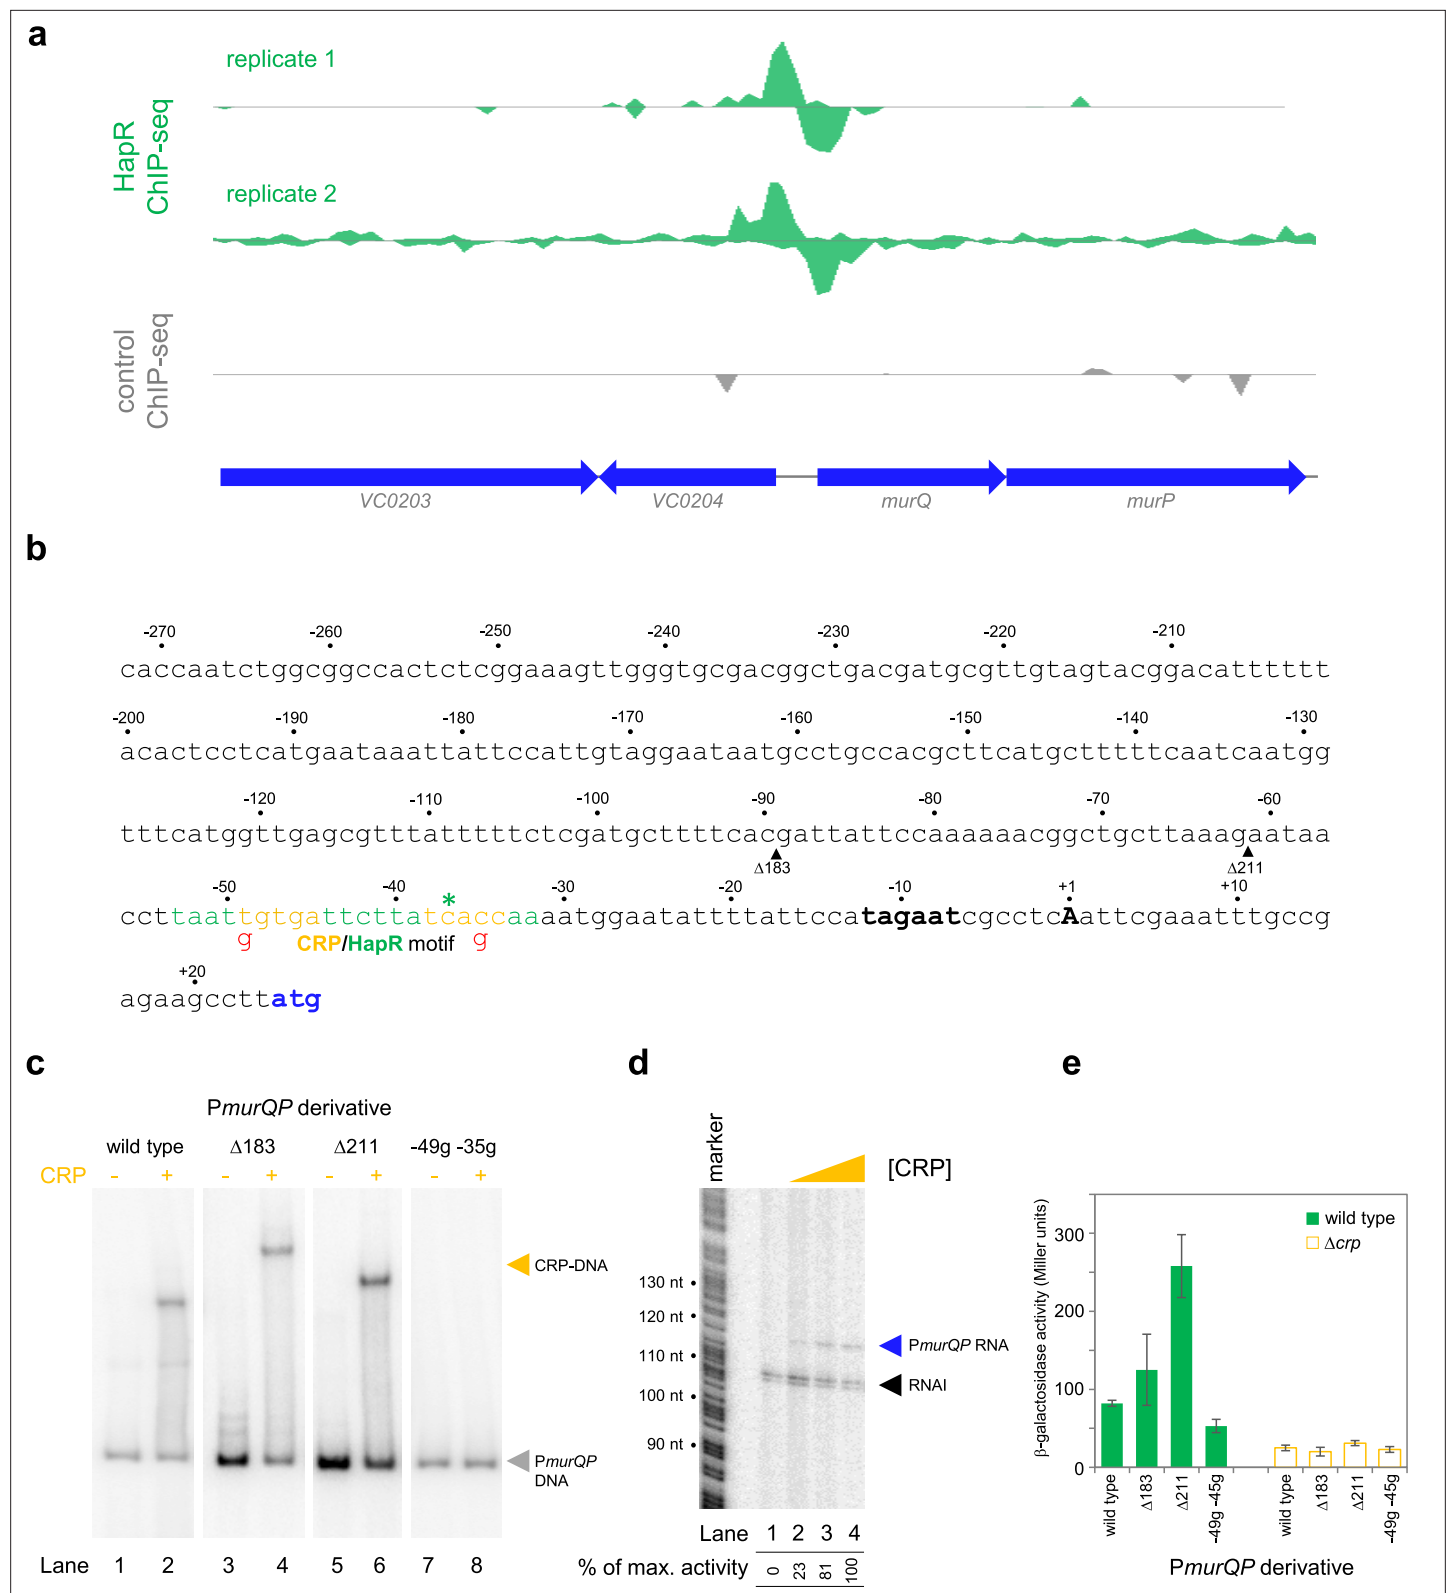 a
replicate 1
HapR
ChIP-seq
replicate 2
control
ChIP-seq
VC0203 VC0204 murQ murP
b
-270 -260 -250 -240 -230 -220 -210
caccaatctggcggccactctcggaaagttgggtgcgacggctgacgatgcgttgtagtacggacatttttt
-200 -190 -180 -170 -160 -150 -140 -130
acactcctcatgaataaattattccattgtaggaataatgcctgccacgcttcatgctttttcaatcaatgg
-120 -110 -100 -90 -80 -70 -60
tttcatggttgagcgtttatttttctcgatgcttttcacgattattccaaaaacggctgcttaaagaataa
Δ183 Δ211
-50 -40 * -30 -20 -10 +1 +10
ccttaattgtgattcttatcaccaaaatggaatattttattccatagaatcgcctcAattcgaaatttgccg
g CRP/HapR motif g
+20
agaagccttatg
c
PmurQP derivative
wild type Δ183 Δ211 -49g -35g
CRP - + - + - + - +
CRP-DNA
PmurQP
DNA
Lane 1 2 3 4 5 6 7 8
d
marker
[CRP]
130 nt
120 nt
110 nt
100 nt
90 nt
PmurQP RNA
RNAI
Lane 1 2 3 4
% of max. activity 0 23 81 100
e
β-galactosidase activity (Miller units)
300
200
100
0
wild type
Δcrp
wild type Δ183 Δ211 -49g -45g wild type Δ183 Δ211 -49g -45g
PmurQP derivative